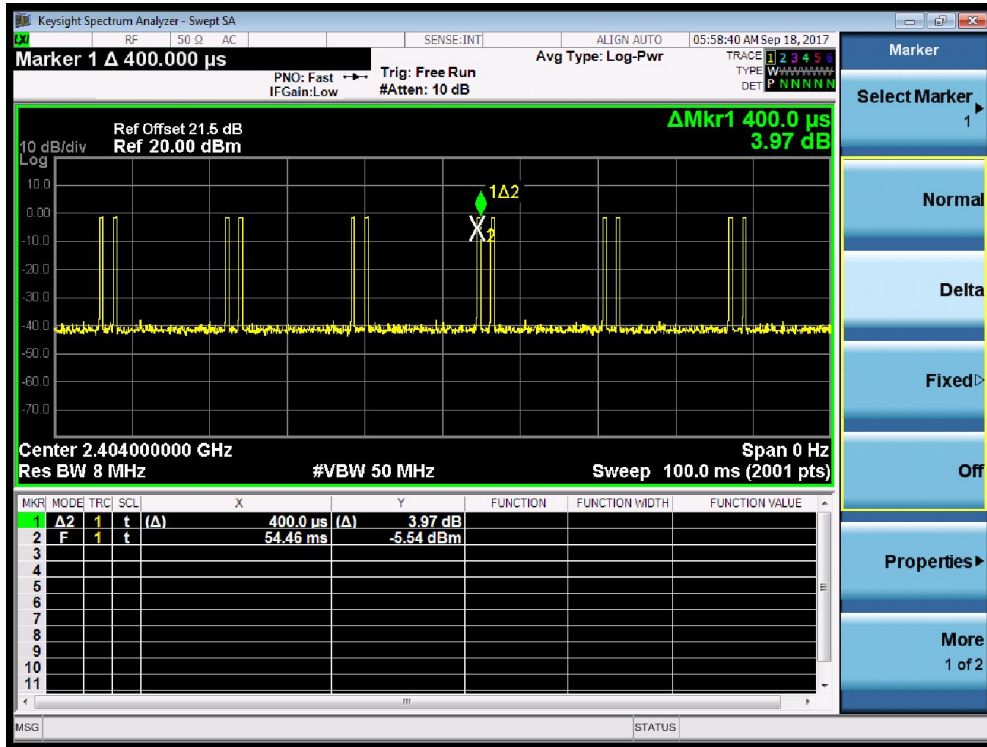 Keysight Spectrum Analyzer - Swept SA
LXI RF 50 Ω AC SENSE:INT ALIGN AUTO 05:58:40 AM Sep 18, 2017
Marker 1 Δ 400.000 μs
PNO: Fast
IFGain:Low
Trig: Free Run
#Atten: 10 dB
Avg Type: Log-Pwr
TRACE 1 2 3 4 5 6
TYPE W
DET P N N N N N
ΔMkr1 400.0 μs
3.97 dB
Ref Offset 21.5 dB
10 dB/div Ref 20.00 dBm
Log
10.0
0.00
-10.0
-20.0
-30.0
-40.0
-50.0
-60.0
-70.0
1Δ2
2
Center 2.404000000 GHz Span 0 Hz
Res BW 8 MHz #VBW 50 MHz Sweep 100.0 ms (2001 pts)
MKR MODE TRC SCL X Y FUNCTION FUNCTION WIDTH FUNCTION VALUE
1 Δ2 1 t (Δ) 400.0 μs (Δ) 3.97 dB
2 F 1 t 54.46 ms -5.54 dBm
3
4
5
6
7
8
9
10
11
MSG STATUS
Marker
Select Marker
1
Normal
Delta
Fixed
Off
Properties
More
1 of 2